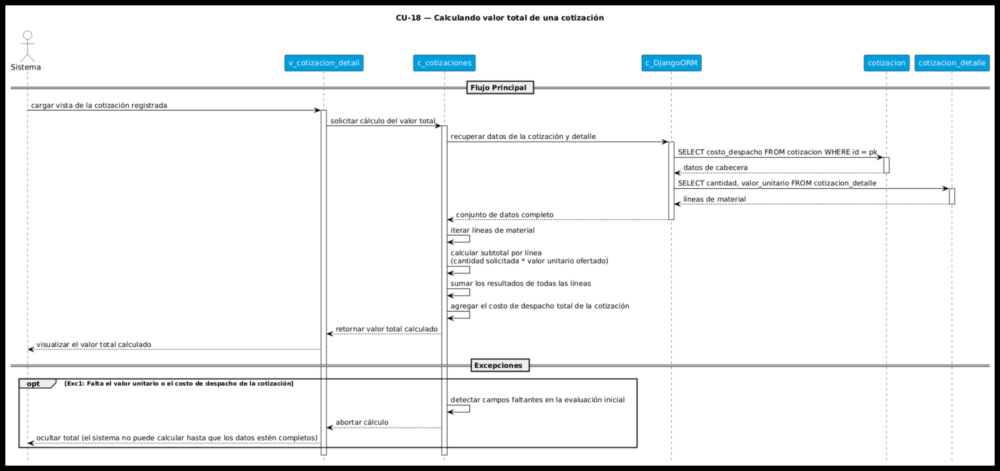 CU-18 — Calculando valor total de una cotización
Sistema
v_cotizacion_detail
c_cotizaciones
c_DjangoORM
cotizacion
cotizacion_detalle
Flujo Principal
cargar vista de la cotización registrada
solicitar cálculo del valor total
recuperar datos de la cotización y detalle
SELECT costo_despacho FROM cotizacion WHERE id = pk
datos de cabecera
SELECT cantidad, valor_unitario FROM cotizacion_detalle
líneas de material
conjunto de datos completo
iterar líneas de material
calcular subtotal por línea
(cantidad solicitada * valor unitario ofertado)
sumar los resultados de todas las líneas
agregar el costo de despacho total de la cotización
retornar valor total calculado
visualizar el valor total calculado
Excepciones
opt
[Exc1: Falta el valor unitario o el costo de despacho de la cotización]
detectar campos faltantes en la evaluación inicial
abortar cálculo
ocultar total (el sistema no puede calcular hasta que los datos estén completos)